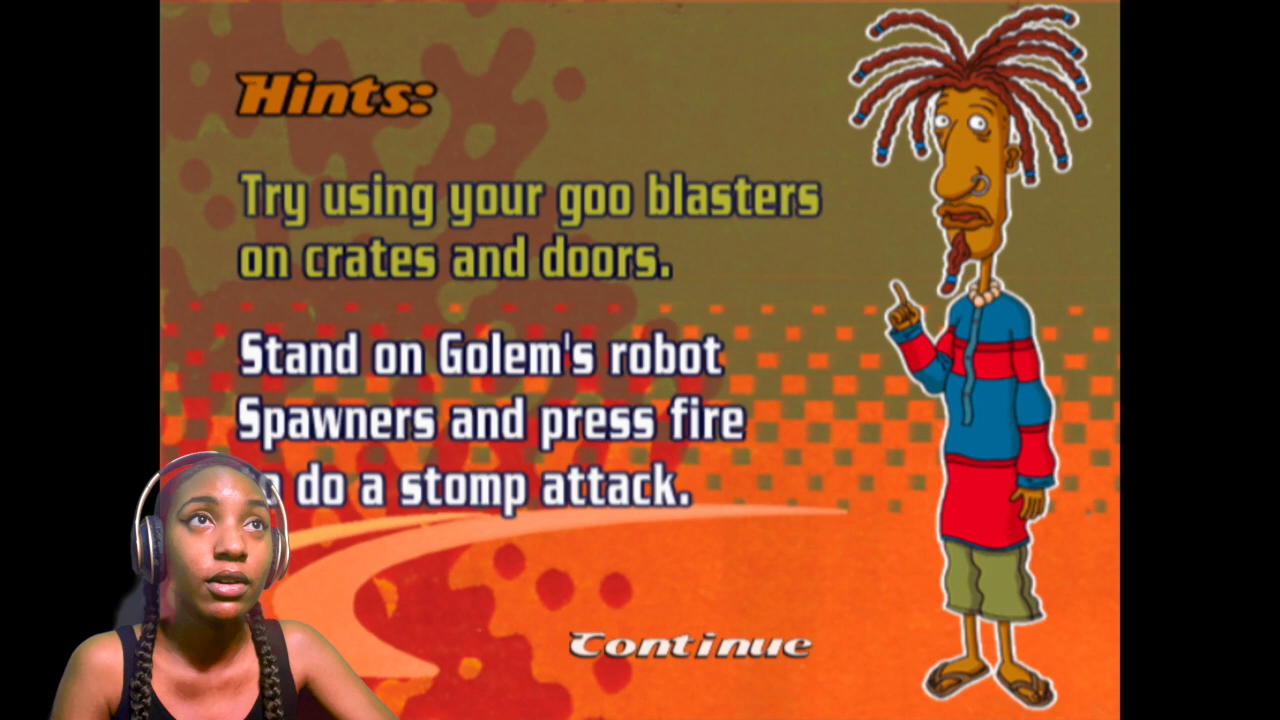 Hints:
Try using your goo blasters
on crates and doors.
Stand on Golem's robot
Spawners and press fire
do a stomp attack.
Continue